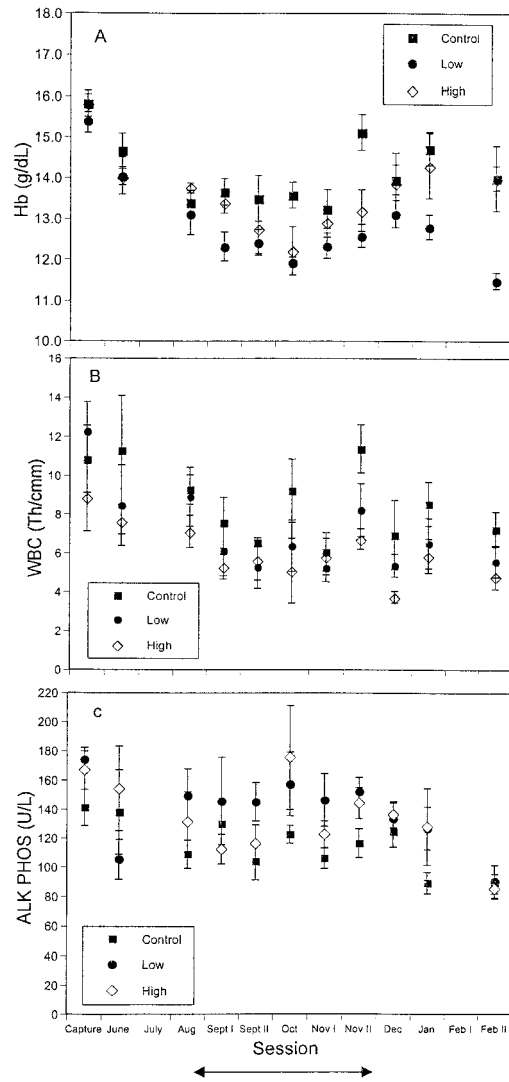 A
Hb (g/dL)
18.0
17.0
16.0
15.0
14.0
13.0
12.0
11.0
10.0
Control
Low
High
B
WBC (Th/cmm)
16
14
12
10
8
6
4
2
0
Control
Low
High
C
ALK PHOS (U/L)
220
200
180
160
140
120
100
80
60
40
20
0
Control
Low
High
Capture June July Aug Sept I Sept II Oct Nov I Nov II Dec Jan Feb I Feb II
Session